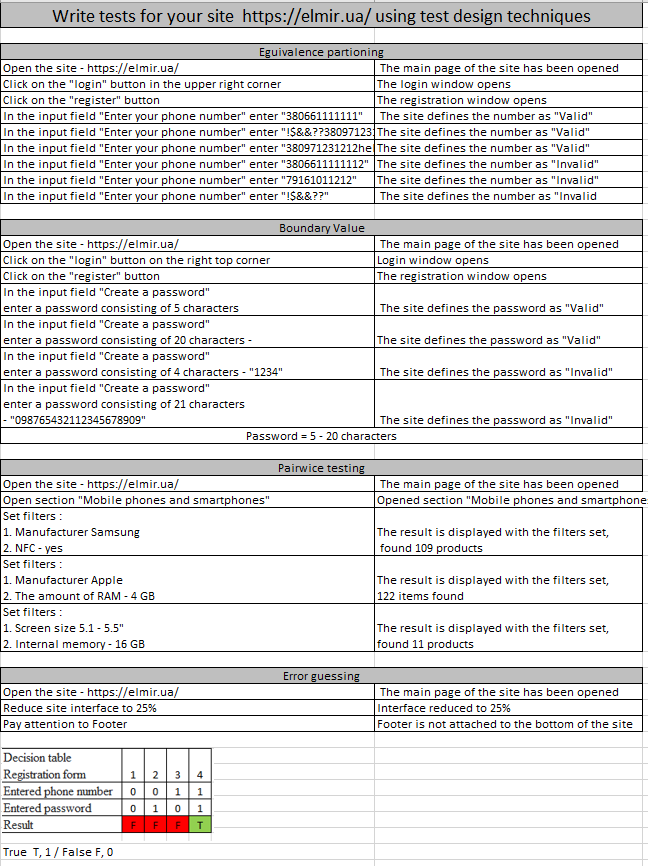 Write tests for your site https://elmir.ua/ using test design techniques
Eguivalence partioning
Open the site - https://elmir.ua/ The main page of the site has been opened
Click on the "login" button in the upper right corner The login window opens
Click on the "register" button The registration window opens
In the input field "Enter your phone number" enter "380661111111" The site defines the number as "Valid"
In the input field "Enter your phone number" enter "!S&&??38097123 The site defines the number as "Valid"
In the input field "Enter your phone number" enter "380971231212hel The site defines the number as "Valid"
In the input field "Enter your phone number" enter "3806611111112" The site defines the number as "Invalid"
In the input field "Enter your phone number" enter "79161011212" The site defines the number as "Invalid"
In the input field "Enter your phone number" enter "!S&&??" The site defines the number as "Invalid
Boundary Value
Open the site - https://elmir.ua/ The main page of the site has been opened
Click on the "login" button on the right top corner Login window opens
Click on the "register" button The registration window opens
In the input field "Create a password"
enter a password consisting of 5 characters The site defines the password as "Valid"
In the input field "Create a password"
enter a password consisting of 20 characters - The site defines the password as "Valid"
In the input field "Create a password"
enter a password consisting of 4 characters - "1234" The site defines the password as "Invalid"
In the input field "Create a password"
enter a password consisting of 21 characters
- "098765432112345678909" The site defines the password as "Invalid"
Password = 5 - 20 characters
Pairwice testing
Open the site - https://elmir.ua/ The main page of the site has been opened
Open section "Mobile phones and smartphones" Opened section "Mobile phones and smartphone
Set filters :
1. Manufacturer Samsung The result is displayed with the filters set,
2. NFC - yes found 109 products
Set filters :
1. Manufacturer Apple The result is displayed with the filters set,
2. The amount of RAM - 4 GB 122 items found
Set filters :
1. Screen size 5.1 - 5.5" The result is displayed with the filters set,
2. Internal memory - 16 GB found 11 products
Error guessing
Open the site - https://elmir.ua/ The main page of the site has been opened
Reduce site interface to 25% Interface reduced to 25%
Pay attention to Footer Footer is not attached to the bottom of the site
Decision table
Registration form 1 2 3 4
Entered phone number 0 0 1 1
Entered password 0 1 0 1
Result F F F T
True T, 1 / False F, 0